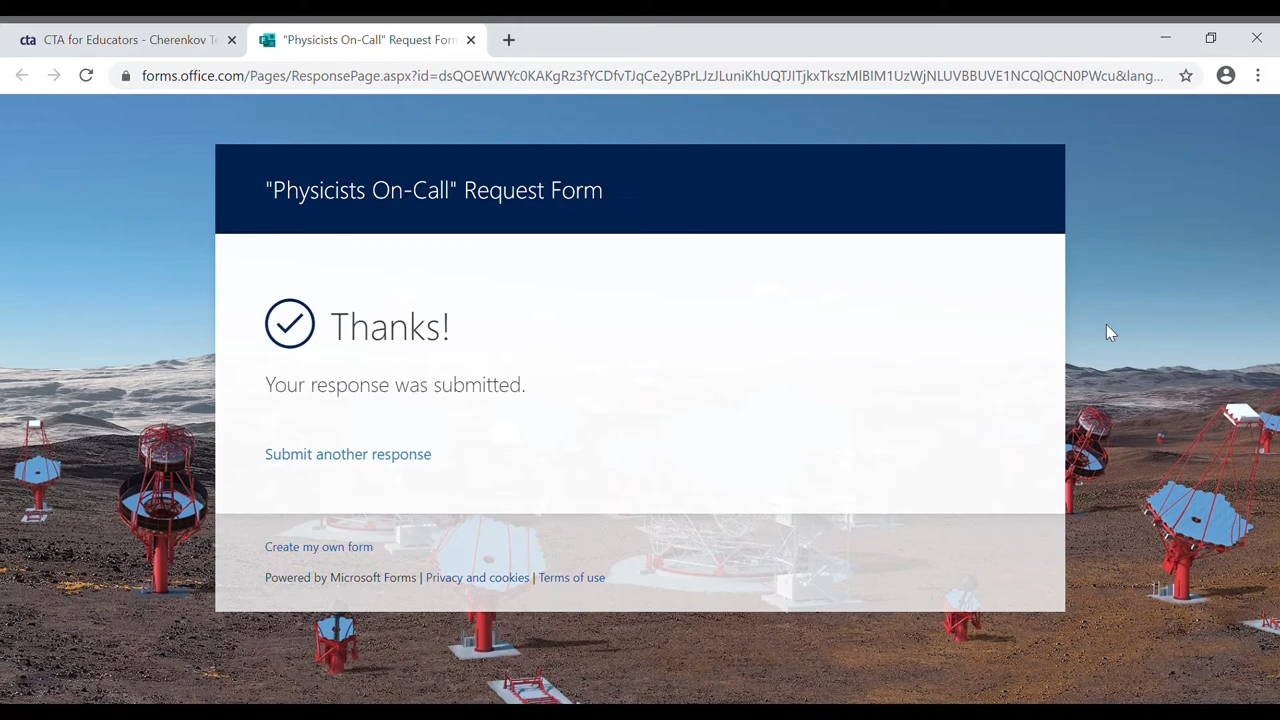 cta CTA for Educators - Cherenkov Te
"Physicists On-Call" Request Form
forms.office.com/Pages/ResponsePage.aspx?id=dsQOEWWYc0KAKgRz3fYCDfvTJqCe2yBPrLJzJLuniKhUQTJITjkxTkszMlBIM1UzWjNLUVBBUVE1NCQlQCN0PWcu&lang...
"Physicists On-Call" Request Form
Thanks!
Your response was submitted.
Submit another response
Create my own form
Powered by Microsoft Forms | Privacy and cookies | Terms of use